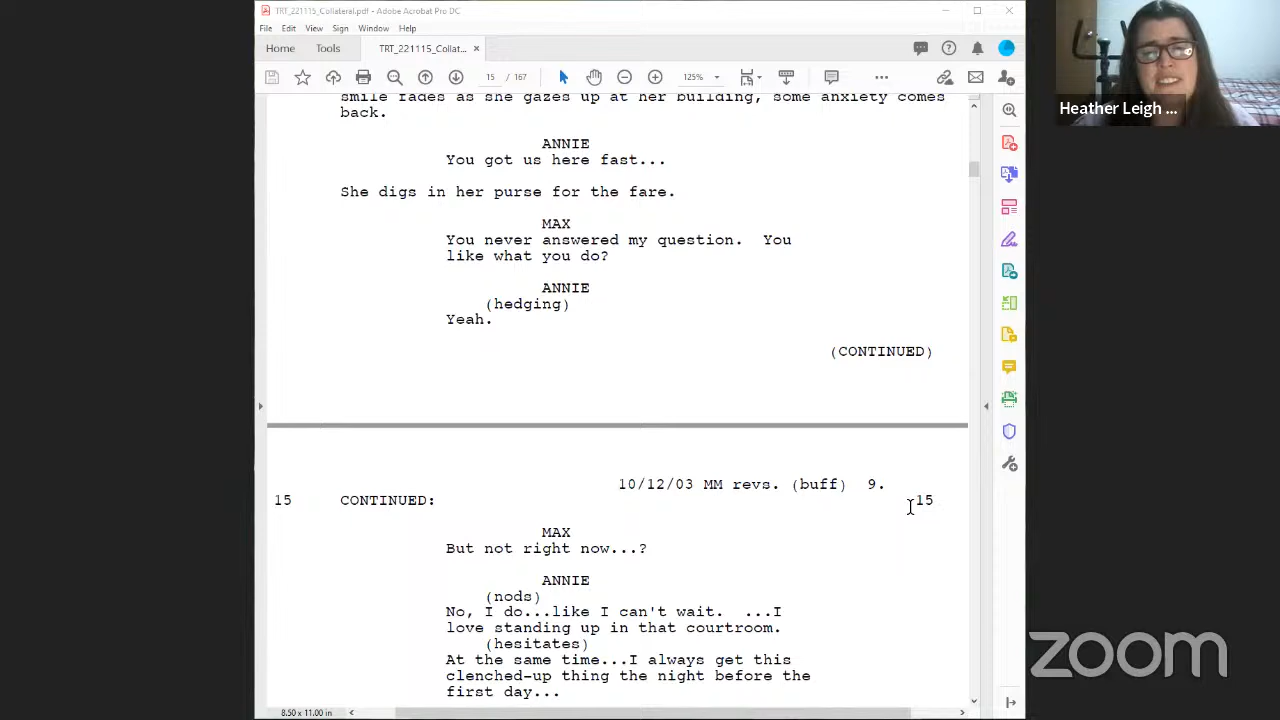 TRT_221115_Collateral.pdf - Adobe Acrobat Pro DC
File Edit View Sign Window Help
Home Tools TRT_221115_Collat... ×
15 / 167 125%
smile fades as she gazes up at her building, some anxiety comes
back.
ANNIE
You got us here fast...
She digs in her purse for the fare.
MAX
You never answered my question. You
like what you do?
ANNIE
(hedging)
Yeah.
(CONTINUED)
10/12/03 MM revs. (buff) 9.
15 CONTINUED: 15
MAX
But not right now...?
ANNIE
(nods)
No, I do...like I can't wait. ...I
love standing up in that courtroom.
(hesitates)
At the same time...I always get this
clenched-up thing the night before the
first day...
8.50 x 11.00 in
Heather Leigh ...
zoom